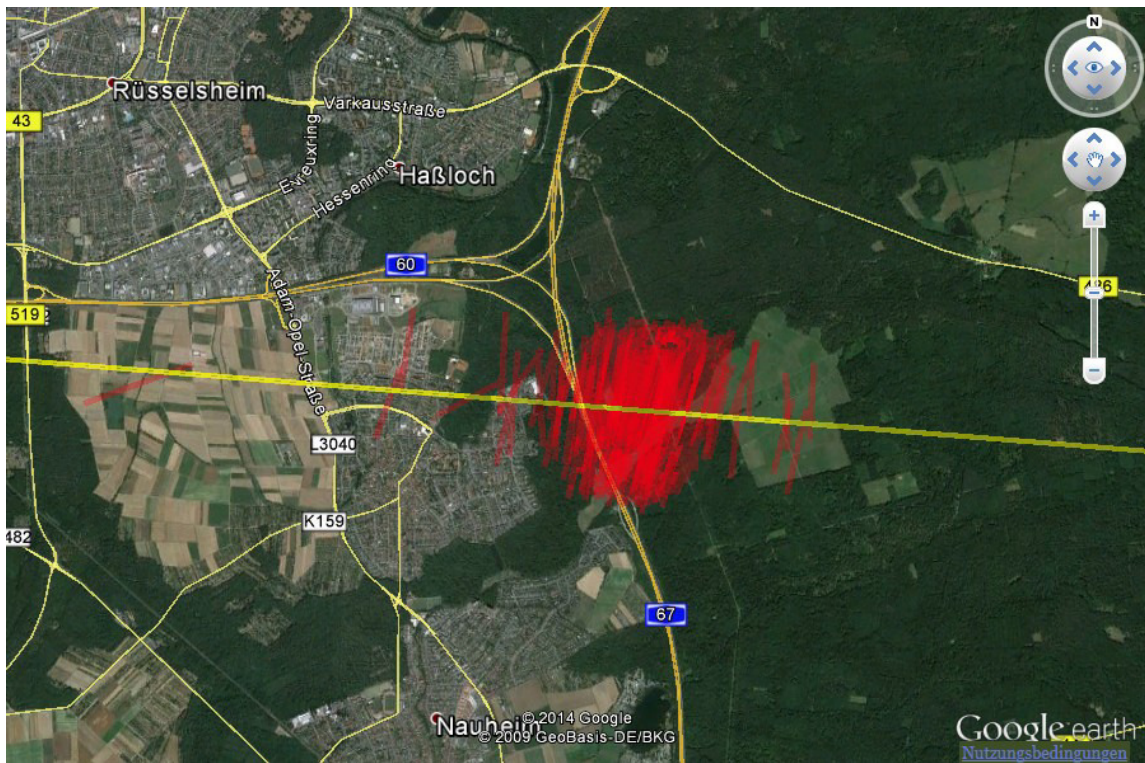 N
Rüsselsheim
43
Varkausstraße
Evreuxring
Haßloch
Hessenring
60
Adam-Opel-Straße
486
519
L3040
K159
482
67
Nauheim
© 2014 Google
© 2009 GeoBasis-DE/BKG
Google earth
Nutzungsbedingungen